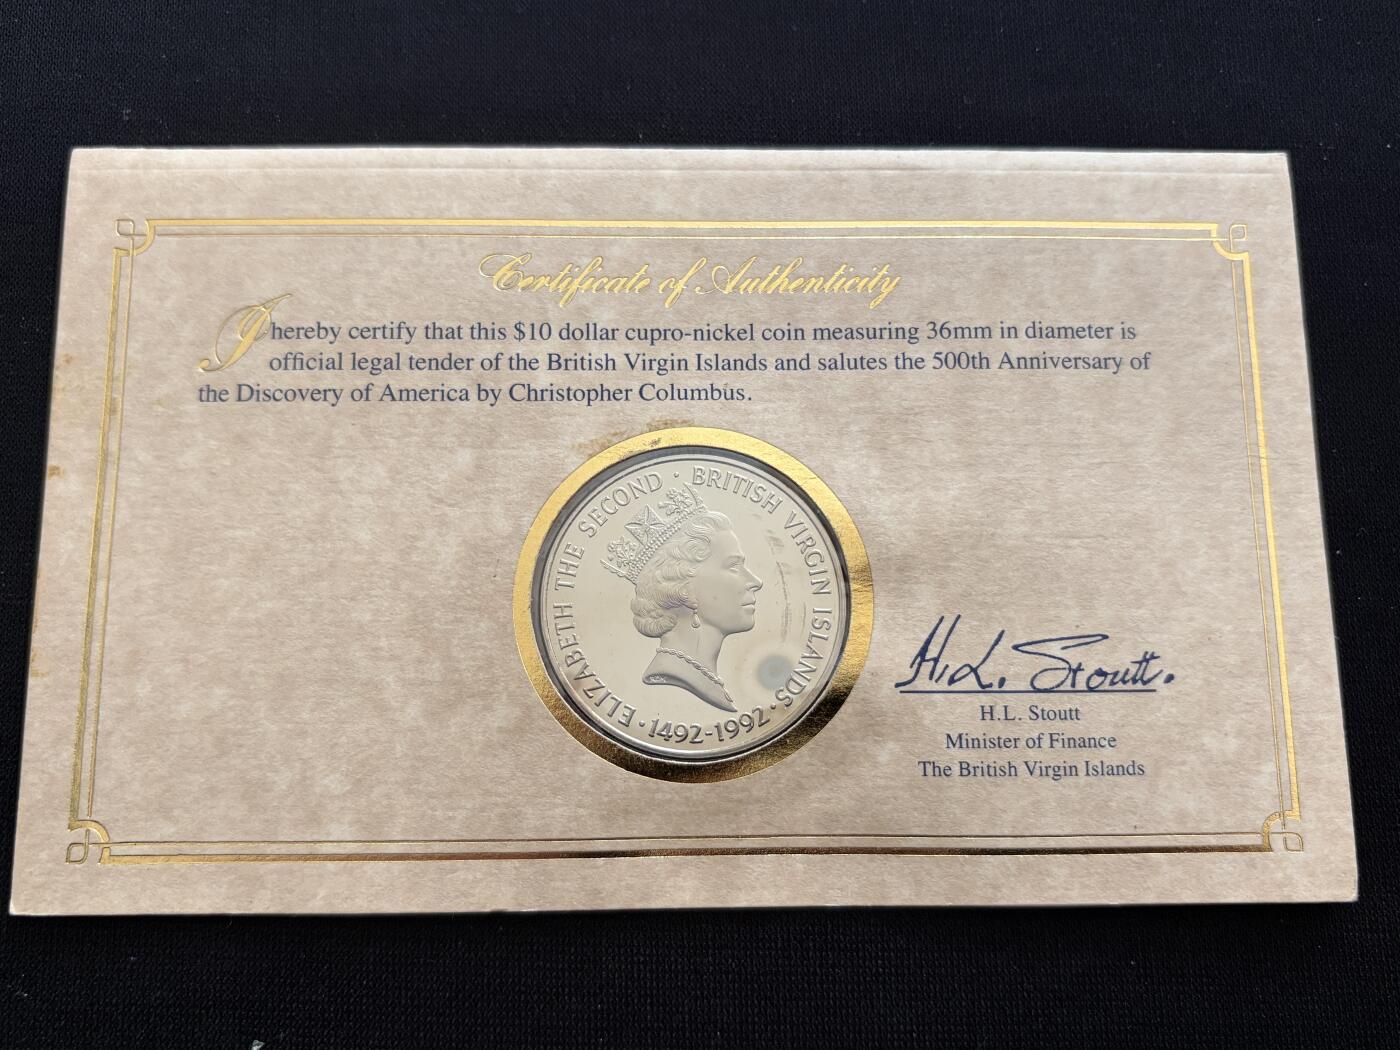 Certificate of Authenticity
I hereby certify that this $10 dollar cupro-nickel coin measuring 36mm in diameter is
official legal tender of the British Virgin Islands and salutes the 500th Anniversary of
the Discovery of America by Christopher Columbus.
ELIZABETH THE SECOND · BRITISH VIRGIN ISLANDS · 1492-1992 ·
RDM
H.L. Stoutt.
H.L. Stoutt
Minister of Finance
The British Virgin Islands